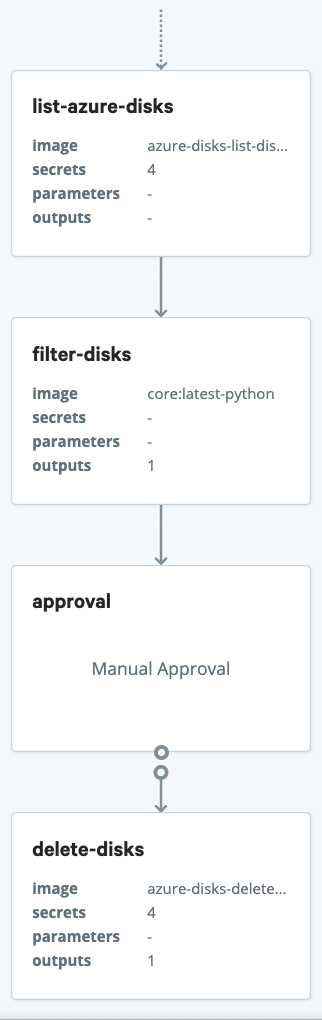 list-azure-disks
image azure-disks-list-dis...
secrets 4
parameters -
outputs -
filter-disks
image core:latest-python
secrets -
parameters -
outputs 1
approval
Manual Approval
delete-disks
image azure-disks-delete...
secrets 4
parameters -
outputs 1